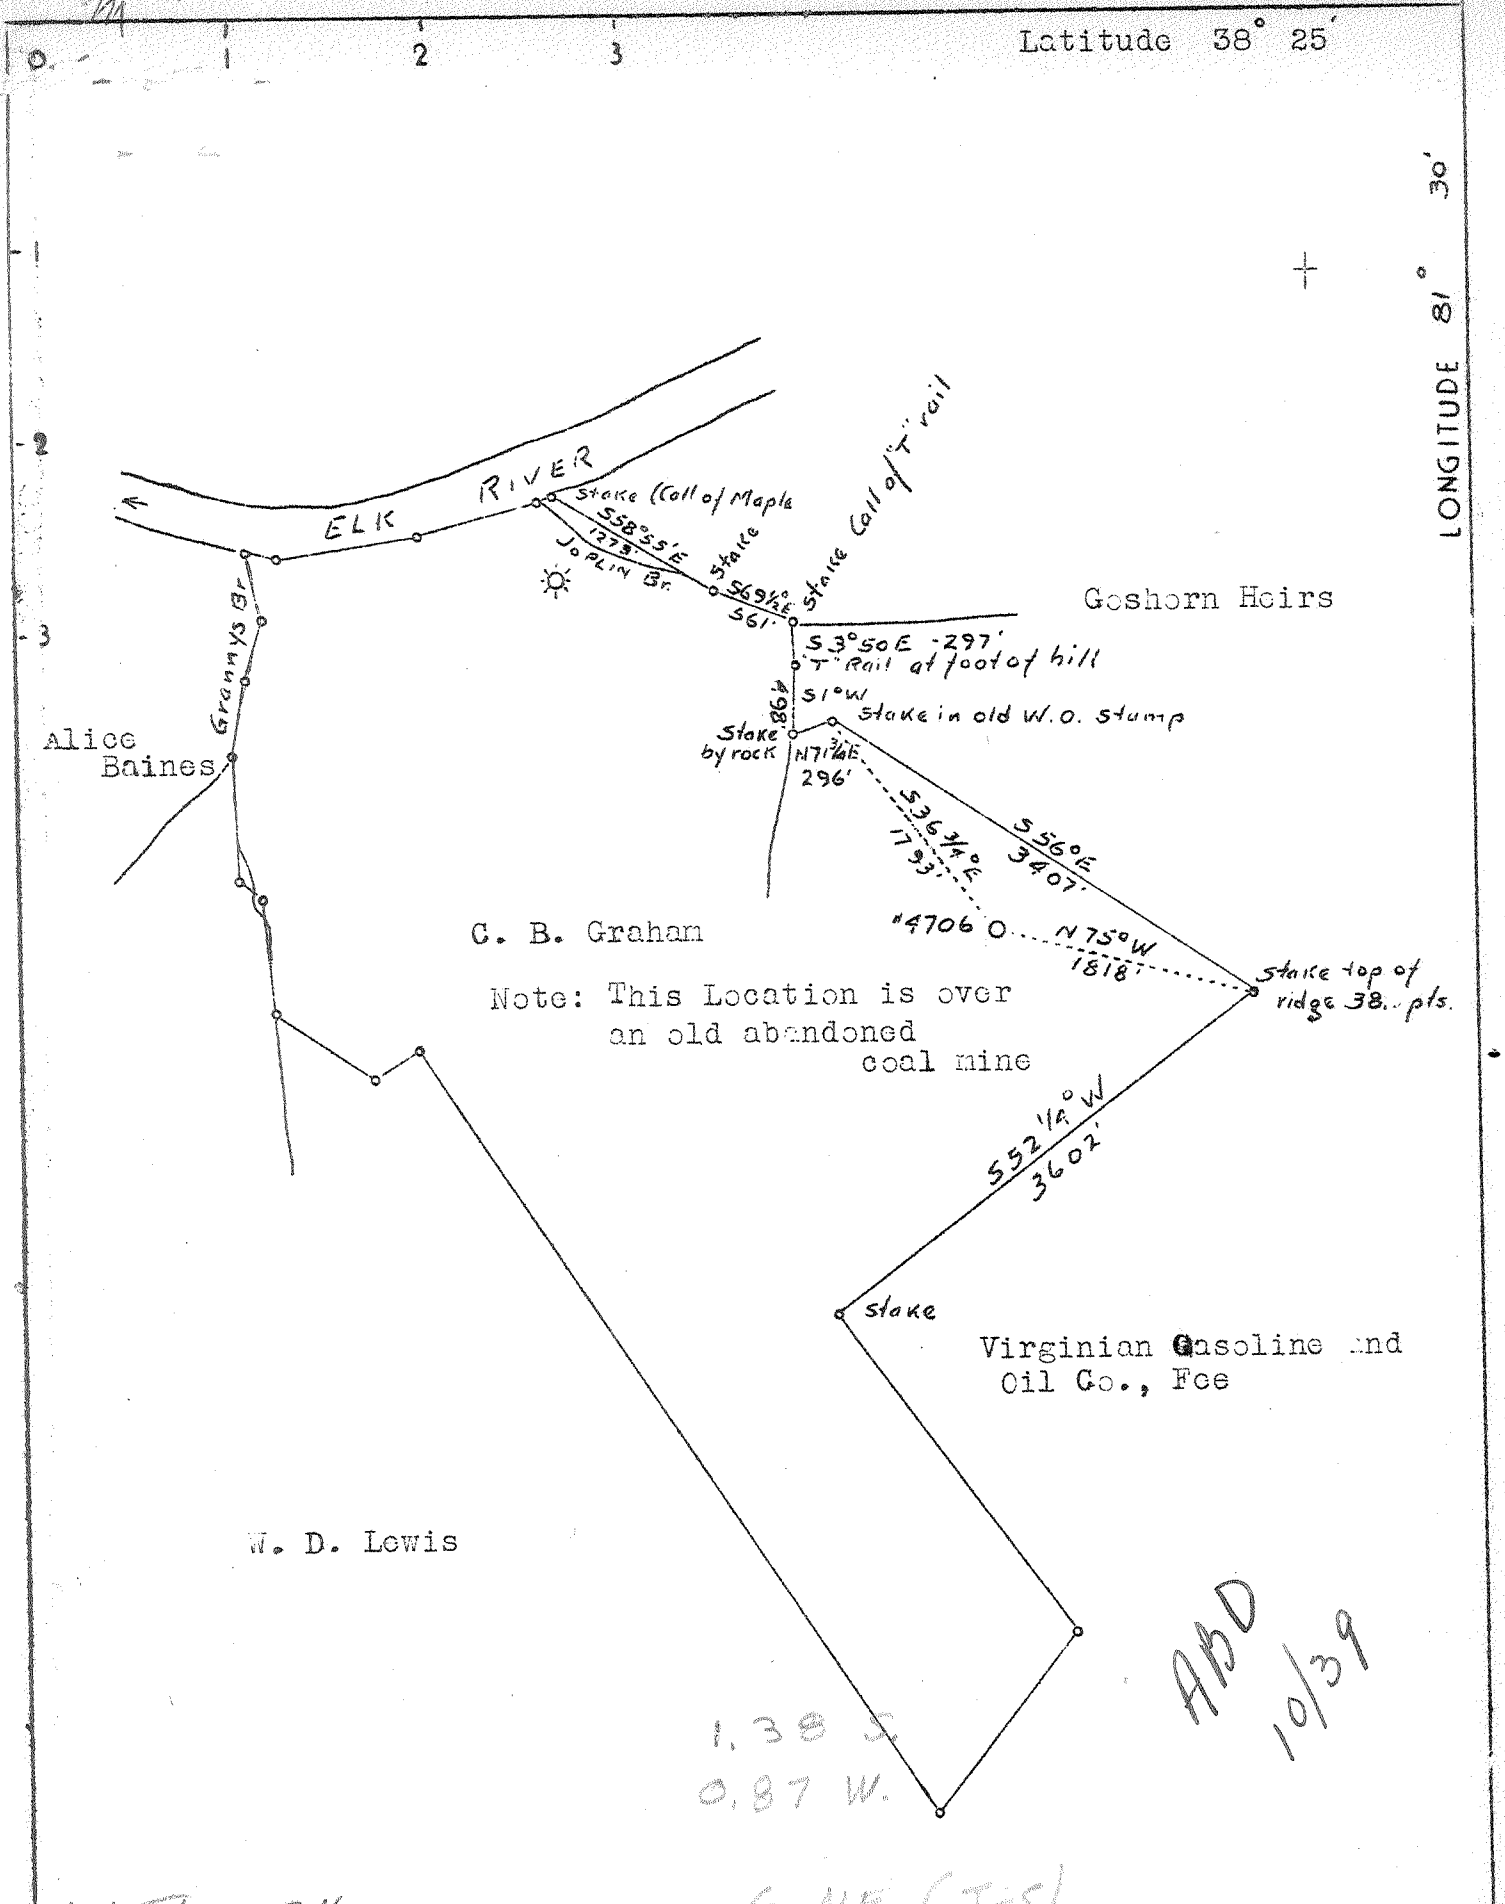 0 1 2 3 Latitude 38° 25'
LONGITUDE 81° 30'
1
2
3
ELK RIVER
stake (Call of Maple
S58°55'E
1273'
JOPLIN Br.
stake
S69½°E
561'
stake Call of "T" rail
Goshorn Heirs
S3°50E -297'
"T" Rail at foot of hill
S1°W
498'
stake in old W.O. stump
Stake
by rock
N71¾E
296'
Grannys Br
Alice
Baines
S36¾°E
1793'
S56°E
3407'
#4706
N75°W
1818'
stake top of
ridge 38.. pts.
C. B. Graham
Note: This Location is over
an old abandoned
coal mine
S52¼°W
3602'
stake
Virginian Gasoline and
Oil Co., Fee
W. D. Lewis
ABD
10/39
1.38 S.
0.87 W.